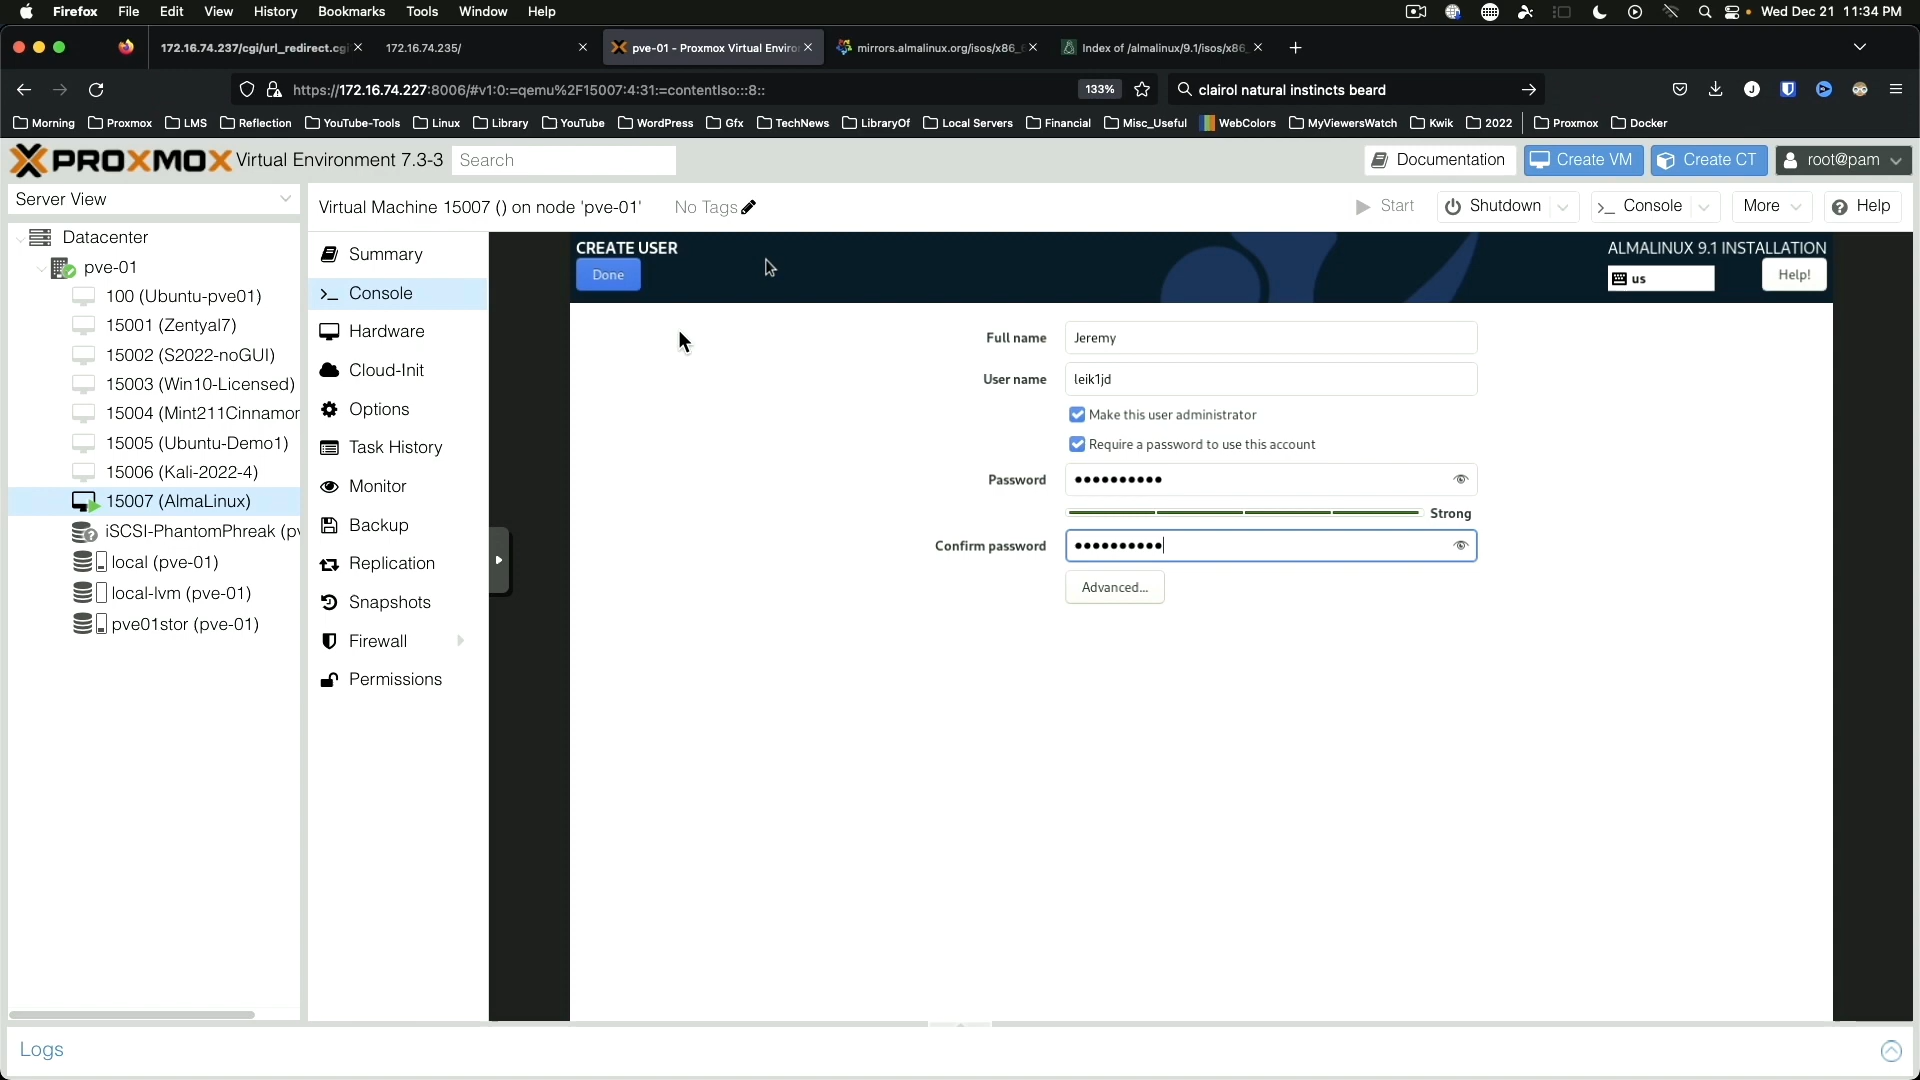 Firefox File Edit View History Bookmarks Tools Window Help Wed Dec 21 11:34 PM
172.16.74.237/cgi/url_redirect.cgi 172.16.74.235/ pve-01 - Proxmox Virtual Enviro mirrors.almalinux.org/isos/x86_ Index of /almalinux/9.1/isos/x86_
https://172.16.74.227:8006/#v1:0:=qemu%2F15007:4:31:=contentIso:::8:: 133% clairol natural instincts beard
Morning Proxmox LMS Reflection YouTube-Tools Linux Library YouTube WordPress Gfx TechNews LibraryOf Local Servers Financial Misc_Useful WebColors MyViewersWatch Kwik 2022 Proxmox Docker
PROXMOX Virtual Environment 7.3-3 Search Documentation Create VM Create CT root@pam
Server View
Virtual Machine 15007 () on node 'pve-01' No Tags Start Shutdown Console More Help
Datacenter
pve-01
100 (Ubuntu-pve01)
15001 (Zentyal7)
15002 (S2022-noGUI)
15003 (Win10-Licensed)
15004 (Mint211Cinnamon
15005 (Ubuntu-Demo1)
15006 (Kali-2022-4)
15007 (AlmaLinux)
iSCSI-PhantomPhreak (pv
local (pve-01)
local-lvm (pve-01)
pve01stor (pve-01)
Summary
Console
Hardware
Cloud-Init
Options
Task History
Monitor
Backup
Replication
Snapshots
Firewall
Permissions
CREATE USER
Done
ALMALINUX 9.1 INSTALLATION
us
Help!
Full name Jeremy
User name leik1jd
Make this user administrator
Require a password to use this account
Password ●●●●●●●●●●
Strong
Confirm password ●●●●●●●●●●
Advanced...
Logs